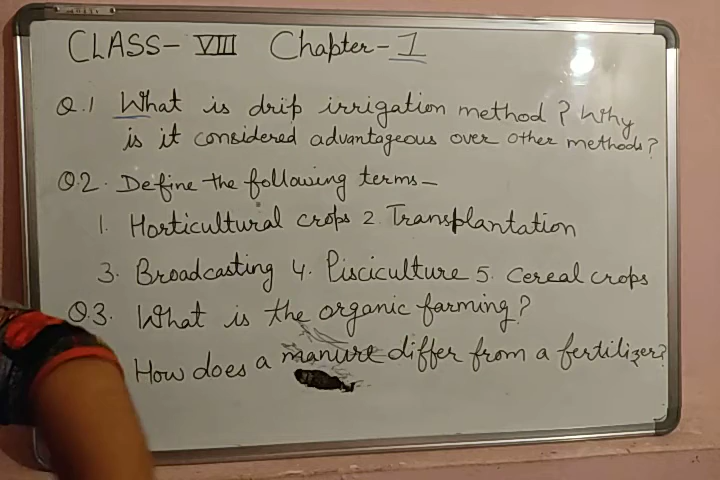 CLASS- VIII Chapter-1
Q.1 What is drip irrigation method? Why
is it considered advantageous over other methods?
Q.2. Define the following terms-
1. Horticultural crops 2. Transplantation
3. Broadcasting 4. Pisciculture 5. Cereal crops
Q.3. What is the organic farming?
How does a manure differ from a fertilizer?